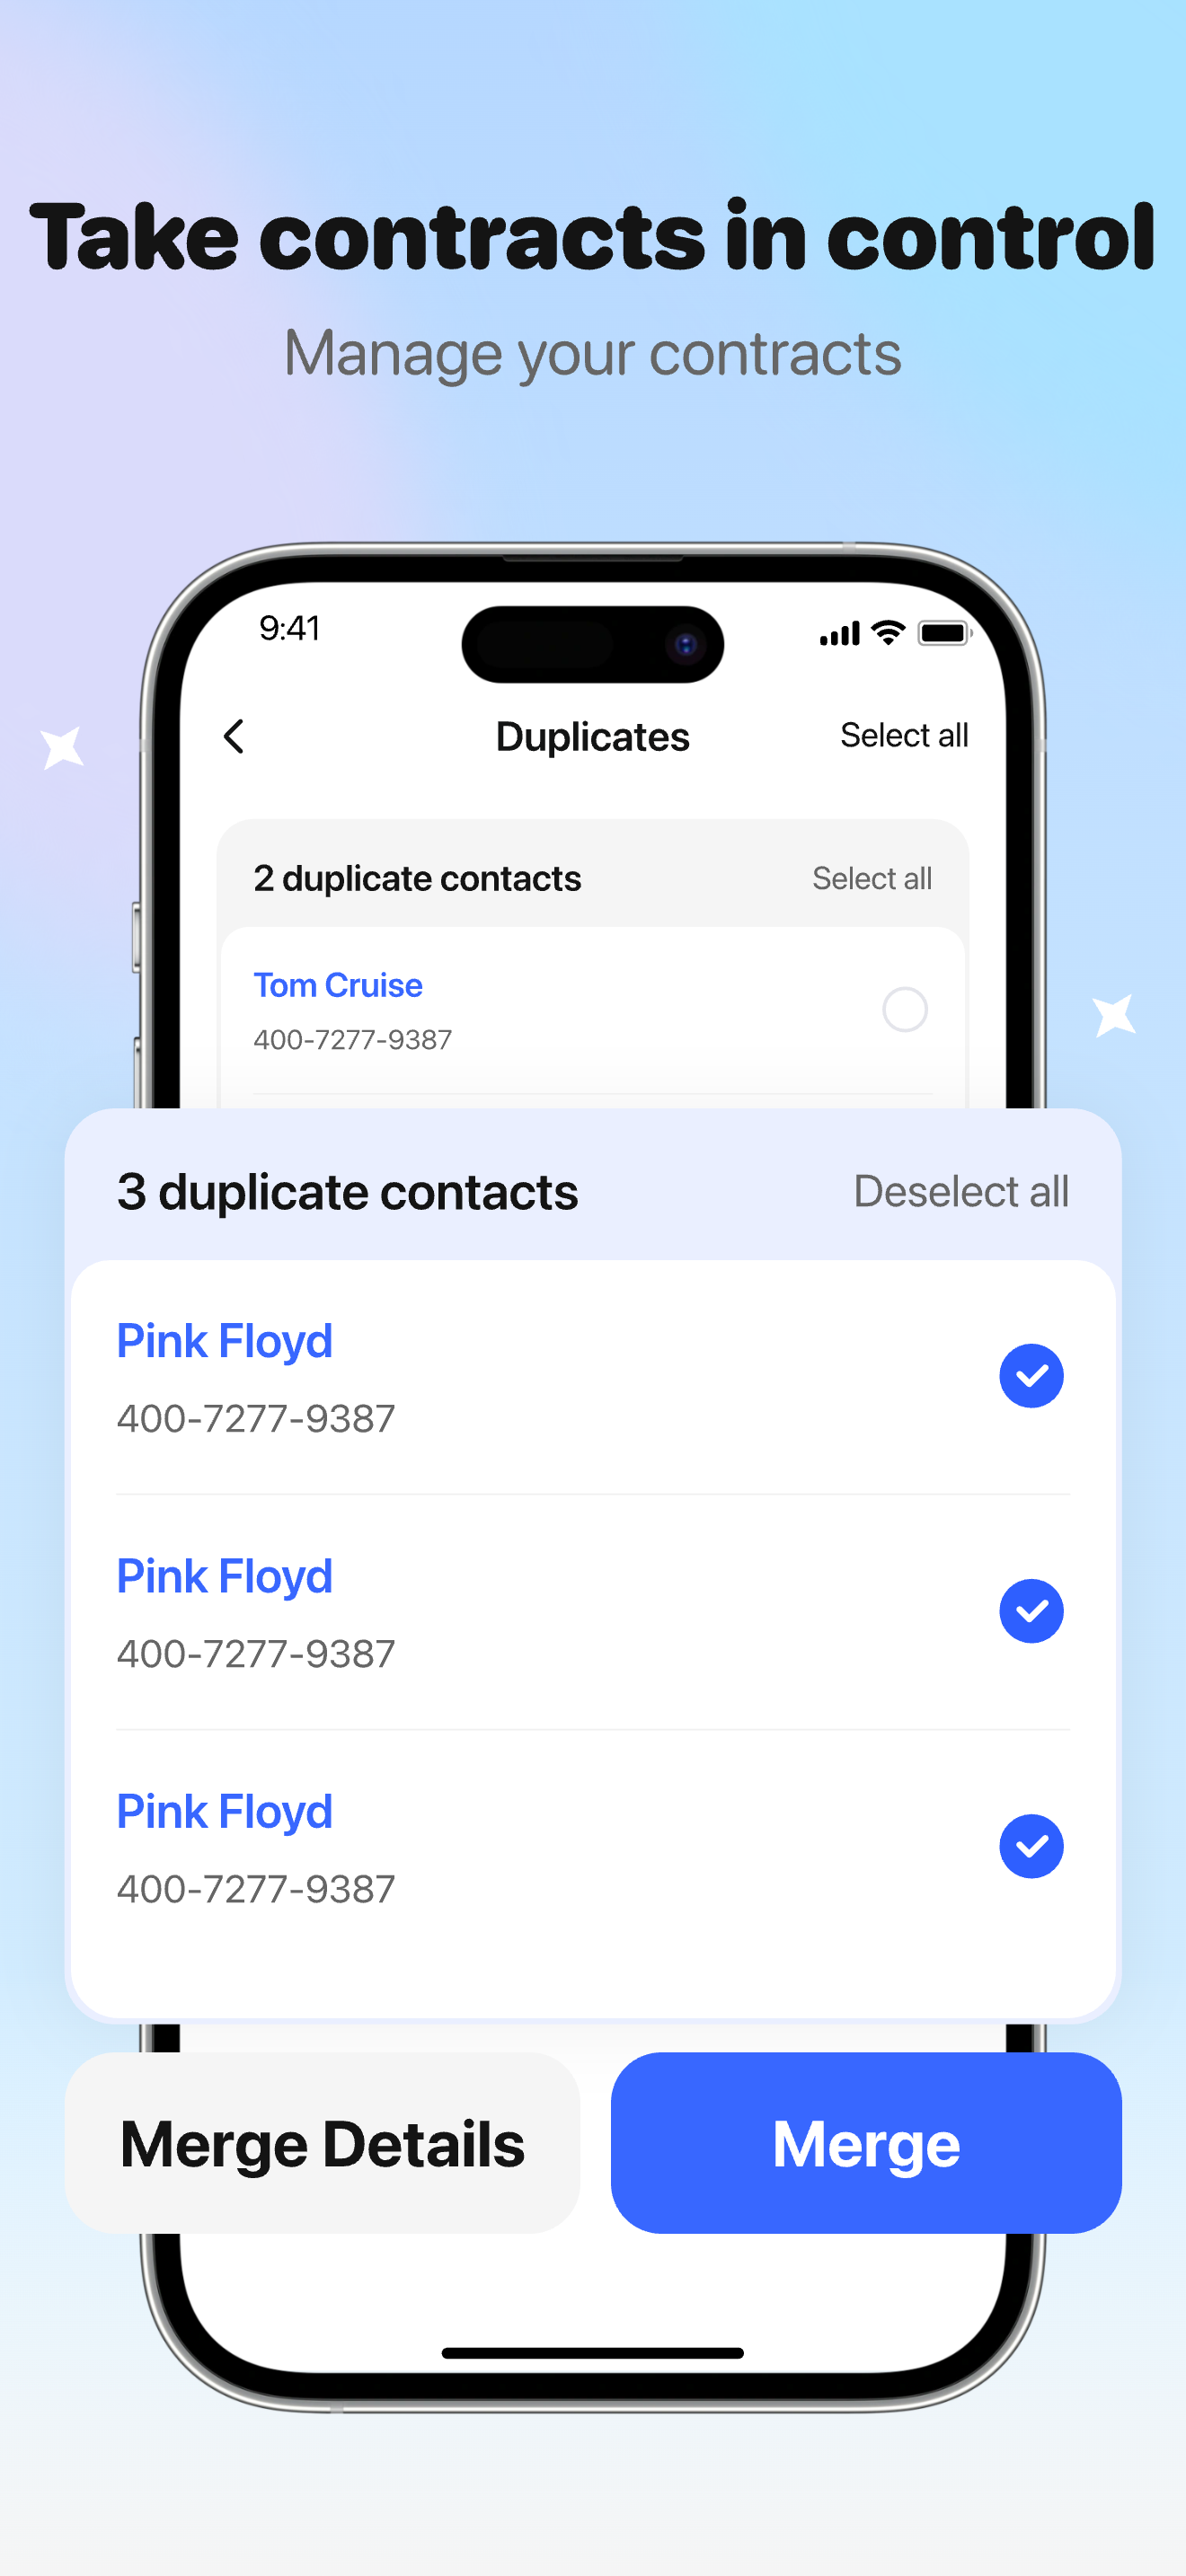 Take contracts in control
Manage your contracts
9:41
Duplicates
Select all
2 duplicate contacts
Select all
Tom Cruise
400-7277-9387
3 duplicate contacts
Deselect all
Pink Floyd
400-7277-9387
Pink Floyd
400-7277-9387
Pink Floyd
400-7277-9387
Merge Details
Merge